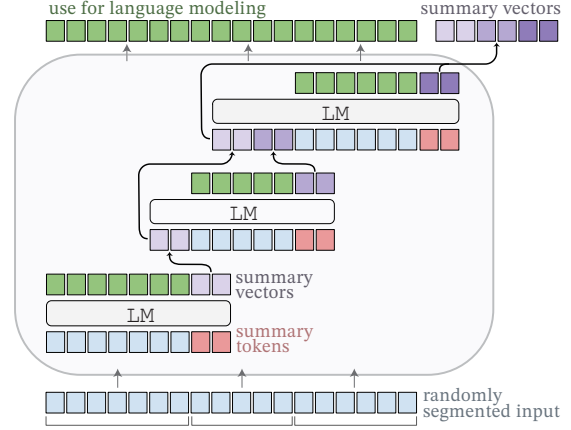 use for language modeling
summary vectors
LM
LM
summary
vectors
LM
summary
tokens
randomly
segmented input